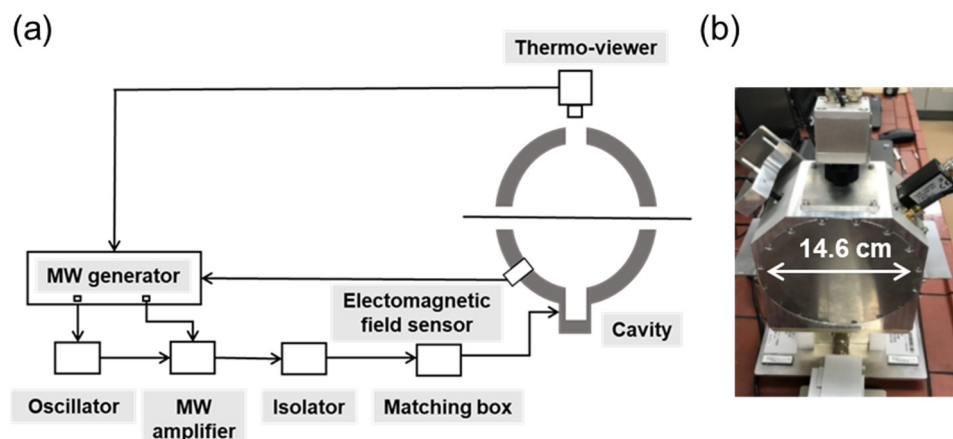 (a)
Thermo-viewer
MW generator
Electomagnetic
field sensor
Cavity
Oscillator
MW
amplifier
Isolator
Matching box
(b)
14.6 cm